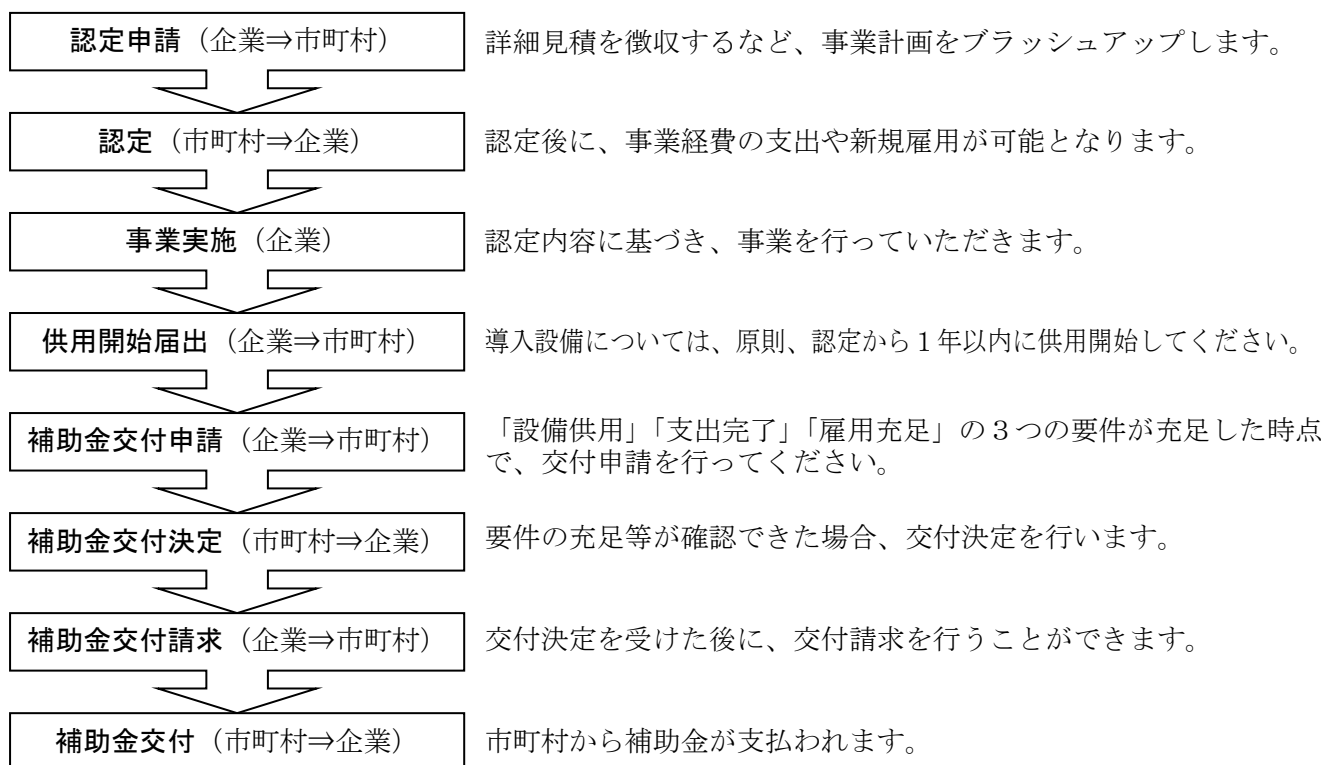 認定申請（企業⇒市町村）
詳細見積を徴収するなど、事業計画をブラッシュアップします。
認定（市町村⇒企業）
認定後に、事業経費の支出や新規雇用が可能となります。
事業実施（企業）
認定内容に基づき、事業を行っていただきます。
供用開始届出（企業⇒市町村）
導入設備については、原則、認定から１年以内に供用開始してください。
補助金交付申請（企業⇒市町村）
「設備供用」「支出完了」「雇用充足」の３つの要件が充足した時点
で、交付申請を行ってください。
補助金交付決定（市町村⇒企業）
要件の充足等が確認できた場合、交付決定を行います。
補助金交付請求（企業⇒市町村）
交付決定を受けた後に、交付請求を行うことができます。
補助金交付（市町村⇒企業）
市町村から補助金が支払われます。